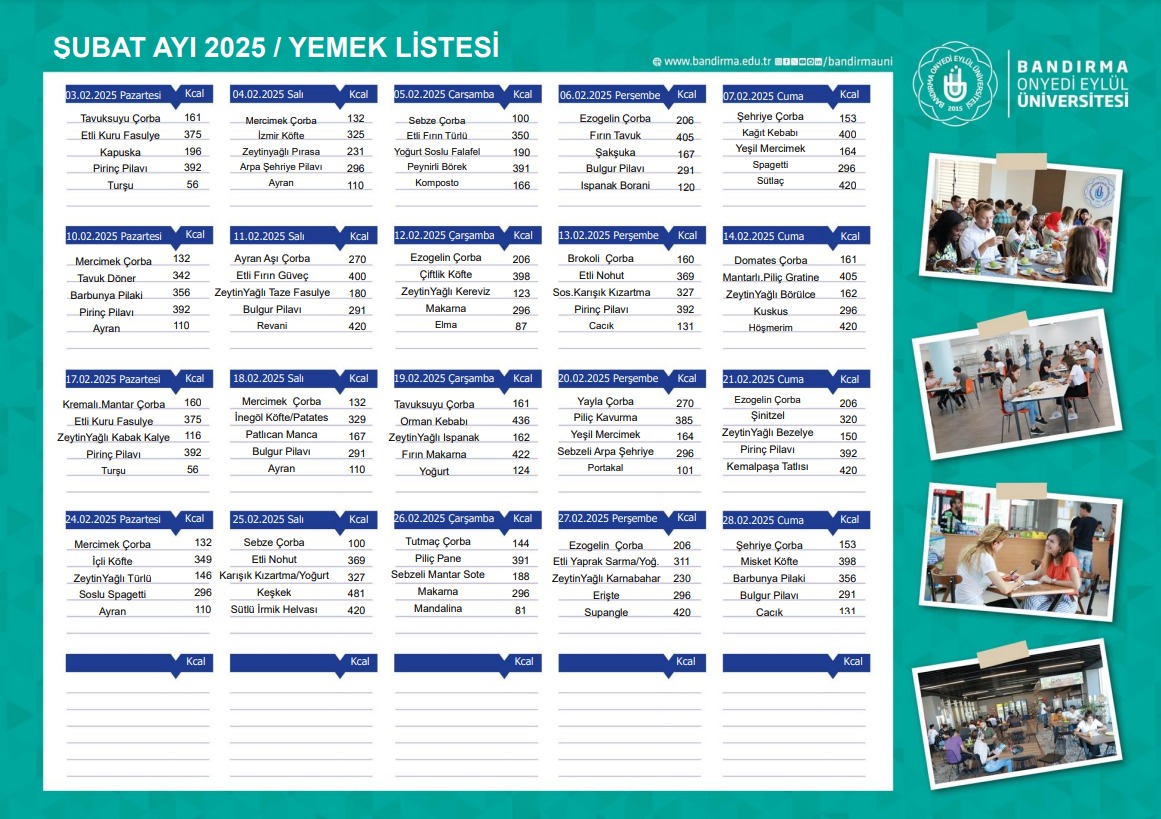 ŞUBAT AYI 2025 / YEMEK LİSTESİ
www.bandirma.edu.tr /bandirmauni
BANDIRMA
ONYEDİ EYLÜL
ÜNİVERSİTESİ
BANDIRMA ONYEDİ EYLÜL ÜNİVERSİTESİ
2015
03.02.2025 Pazartesi Kcal
Tavuksuyu Çorba 161
Etli Kuru Fasulye 375
Kapuska 196
Pirinç Pilavı 392
Turşu 56
04.02.2025 Salı Kcal
Mercimek Çorba 132
İzmir Köfte 325
Zeytinyağlı Pırasa 231
Arpa Şehriye Pilavı 296
Ayran 110
05.02.2025 Çarşamba Kcal
Sebze Çorba 100
Etli Fırın Türlü 350
Yoğurt Soslu Falafel 190
Peynirli Börek 391
Komposto 166
06.02.2025 Perşembe Kcal
Ezogelin Çorba 206
Fırın Tavuk 405
Şakşuka 167
Bulgur Pilavı 291
Ispanak Borani 120
07.02.2025 Cuma Kcal
Şehriye Çorba 153
Kağıt Kebabı 400
Yeşil Mercimek 164
Spagetti 296
Sütlaç 420
10.02.2025 Pazartesi Kcal
Mercimek Çorba 132
Tavuk Döner 342
Barbunya Pilaki 356
Pirinç Pilavı 392
Ayran 110
11.02.2025 Salı Kcal
Ayran Aşı Çorba 270
Etli Fırın Güveç 400
ZeytinYağlı Taze Fasulye 180
Bulgur Pilavı 291
Revani 420
12.02.2025 Çarşamba Kcal
Ezogelin Çorba 206
Çiftlik Köfte 398
ZeytinYağlı Kereviz 123
Makarna 296
Elma 87
13.02.2025 Perşembe Kcal
Brokoli Çorba 160
Etli Nohut 369
Sos.Karışık Kızartma 327
Pirinç Pilavı 392
Cacık 131
14.02.2025 Cuma Kcal
Domates Çorba 161
Mantarlı.Piliç Gratine 405
ZeytinYağlı Börülce 162
Kuskus 296
Höşmerim 420
17.02.2025 Pazartesi Kcal
Kremalı.Mantar Çorba 160
Etli Kuru Fasulye 375
ZeytinYağlı Kabak Kalye 116
Pirinç Pilavı 392
Turşu 56
18.02.2025 Salı Kcal
Mercimek Çorba 132
İnegöl Köfte/Patates 329
Patlıcan Manca 167
Bulgur Pilavı 291
Ayran 110
19.02.2025 Çarşamba Kcal
Tavuksuyu Çorba 161
Orman Kebabı 436
ZeytinYağlı Ispanak 162
Fırın Makarna 422
Yoğurt 124
20.02.2025 Perşembe Kcal
Yayla Çorba 270
Piliç Kavurma 385
Yeşil Mercimek 164
Sebzeli Arpa Şehriye 296
Portakal 101
21.02.2025 Cuma Kcal
Ezogelin Çorba 206
Şinitzel 320
ZeytinYağlı Bezelye 150
Pirinç Pilavı 392
Kemalpaşa Tatlısı 420
24.02.2025 Pazartesi Kcal
Mercimek Çorba 132
İçli Köfte 349
ZeytinYağlı Türlü 146
Soslu Spagetti 296
Ayran 110
25.02.2025 Salı Kcal
Sebze Çorba 100
Etli Nohut 369
Karışık Kızartma/Yoğurt 327
Keşkek 481
Sütlü İrmik Helvası 420
26.02.2025 Çarşamba Kcal
Tutmaç Çorba 144
Piliç Pane 391
Sebzeli Mantar Sote 188
Makarna 296
Mandalina 81
27.02.2025 Perşembe Kcal
Ezogelin Çorba 206
Etli Yaprak Sarma/Yoğ. 311
ZeytinYağlı Karnabahar 230
Erişte 296
Supangle 420
28.02.2025 Cuma Kcal
Şehriye Çorba 153
Misket Köfte 398
Barbunya Pilaki 356
Bulgur Pilavı 291
Cacık 131
Kcal Kcal Kcal Kcal Kcal